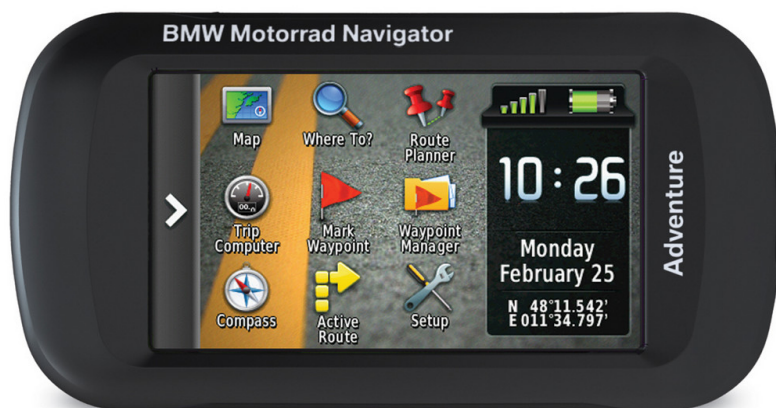 BMW Motorrad Navigator
Map
Where To?
Route
Planner
Trip
Computer
Mark
Waypoint
Waypoint
Manager
Compass
Active
Route
Setup
10:26
Monday
February 25
N 48°11.542'
E 011°34.797'
Adventure